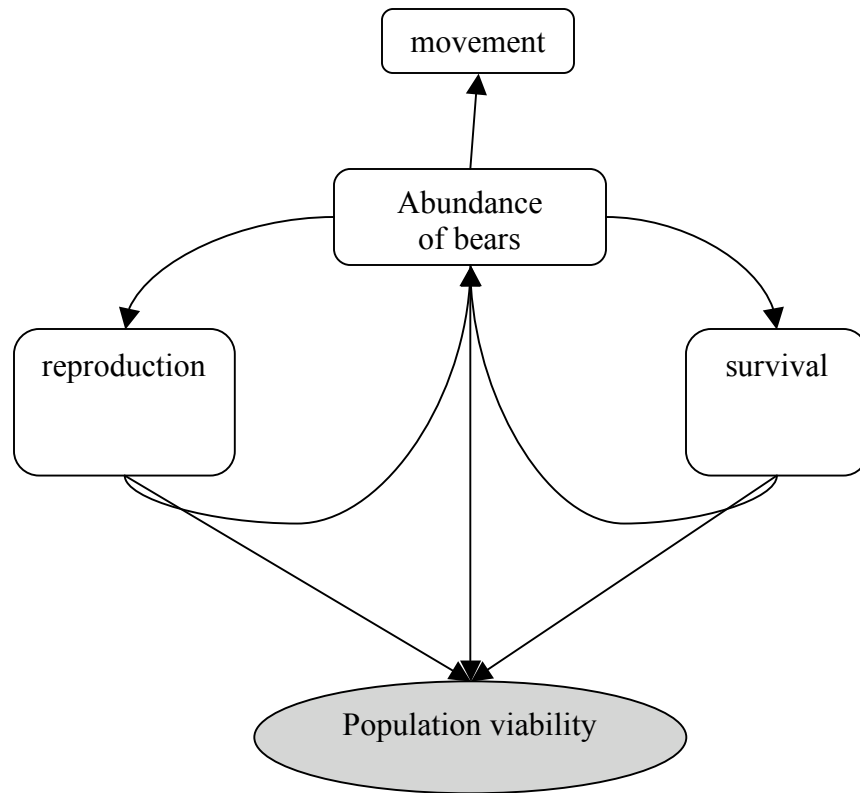 movement
Abundance
of bears
reproduction
survival
Population viability